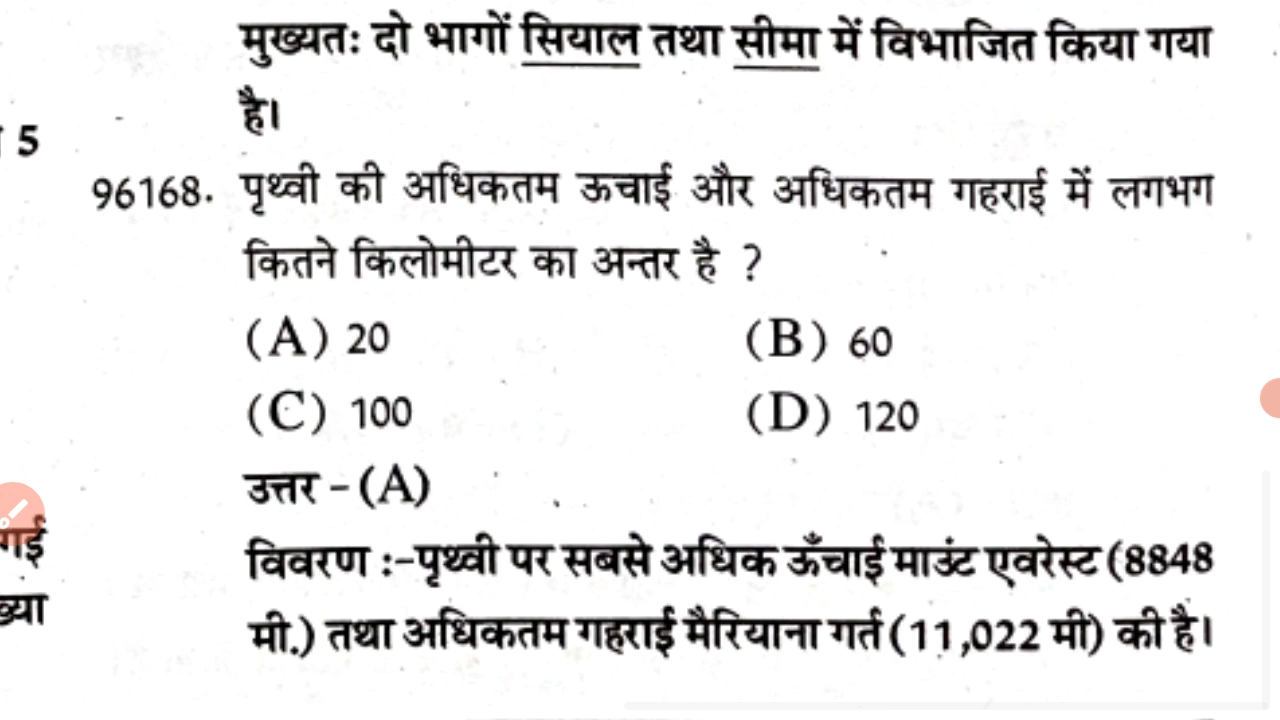 मुख्यतः दो भागों सियाल तथा सीमा में विभाजित किया गया
है।
5
96168. पृथ्वी की अधिकतम ऊचाई और अधिकतम गहराई में लगभग
कितने किलोमीटर का अन्तर है ?
(A) 20 (B) 60
(C) 100 (D) 120
उत्तर - (A)
विवरण :-पृथ्वी पर सबसे अधिक ऊँचाई माउंट एवरेस्ट (8848
मी.) तथा अधिकतम गहराई मैरियाना गर्त (11,022 मी) की है।